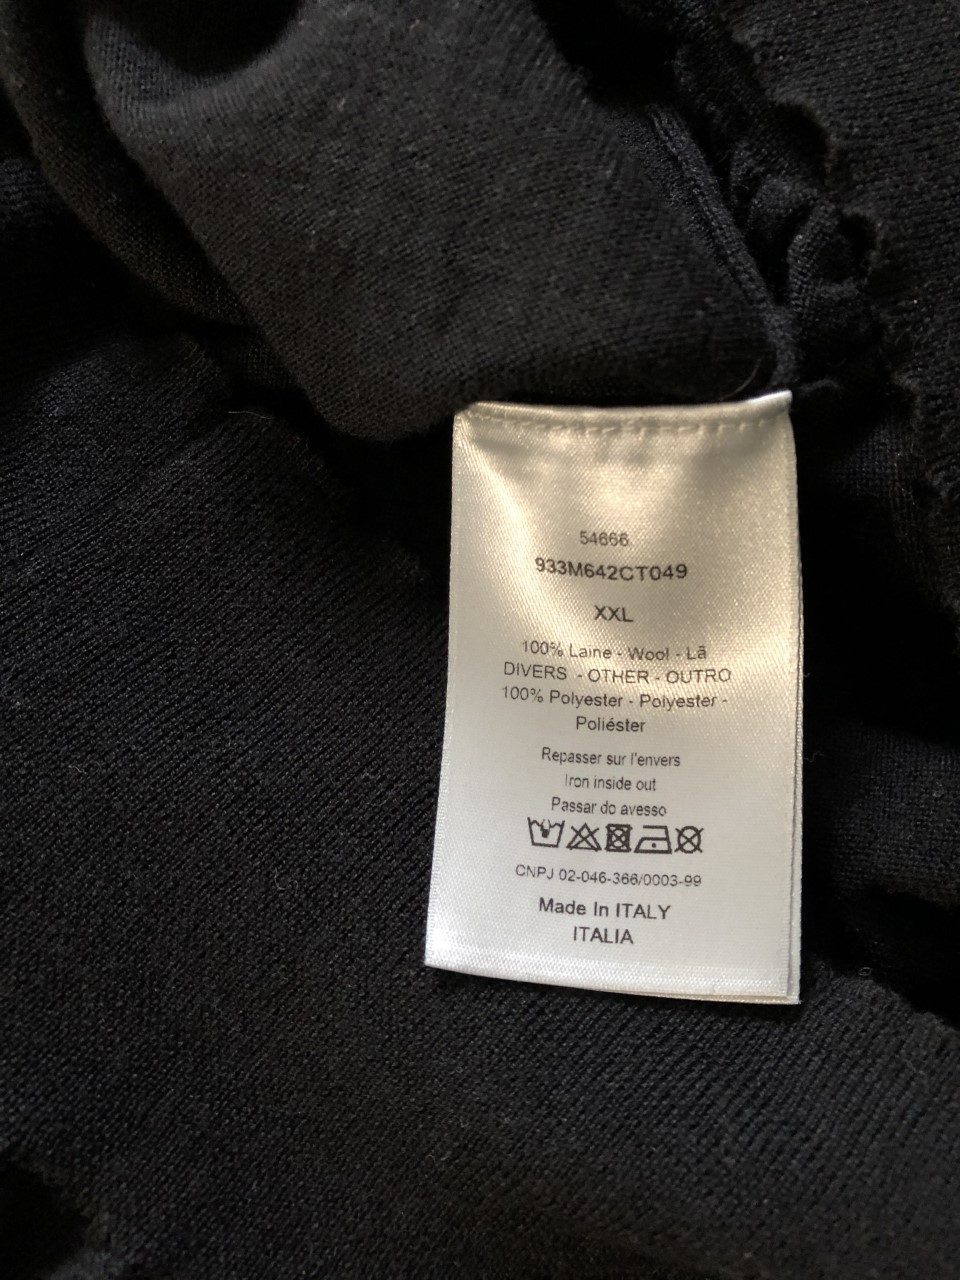 54666
933M642CT049
XXL
100% Laine - Wool - Lã
DIVERS - OTHER - OUTRO
100% Polyester - Polyester -
Poliéster
Repasser sur l'envers
Iron inside out
Passar do avesso
CNPJ 02-046-366/0003-99
Made In ITALY
ITALIA